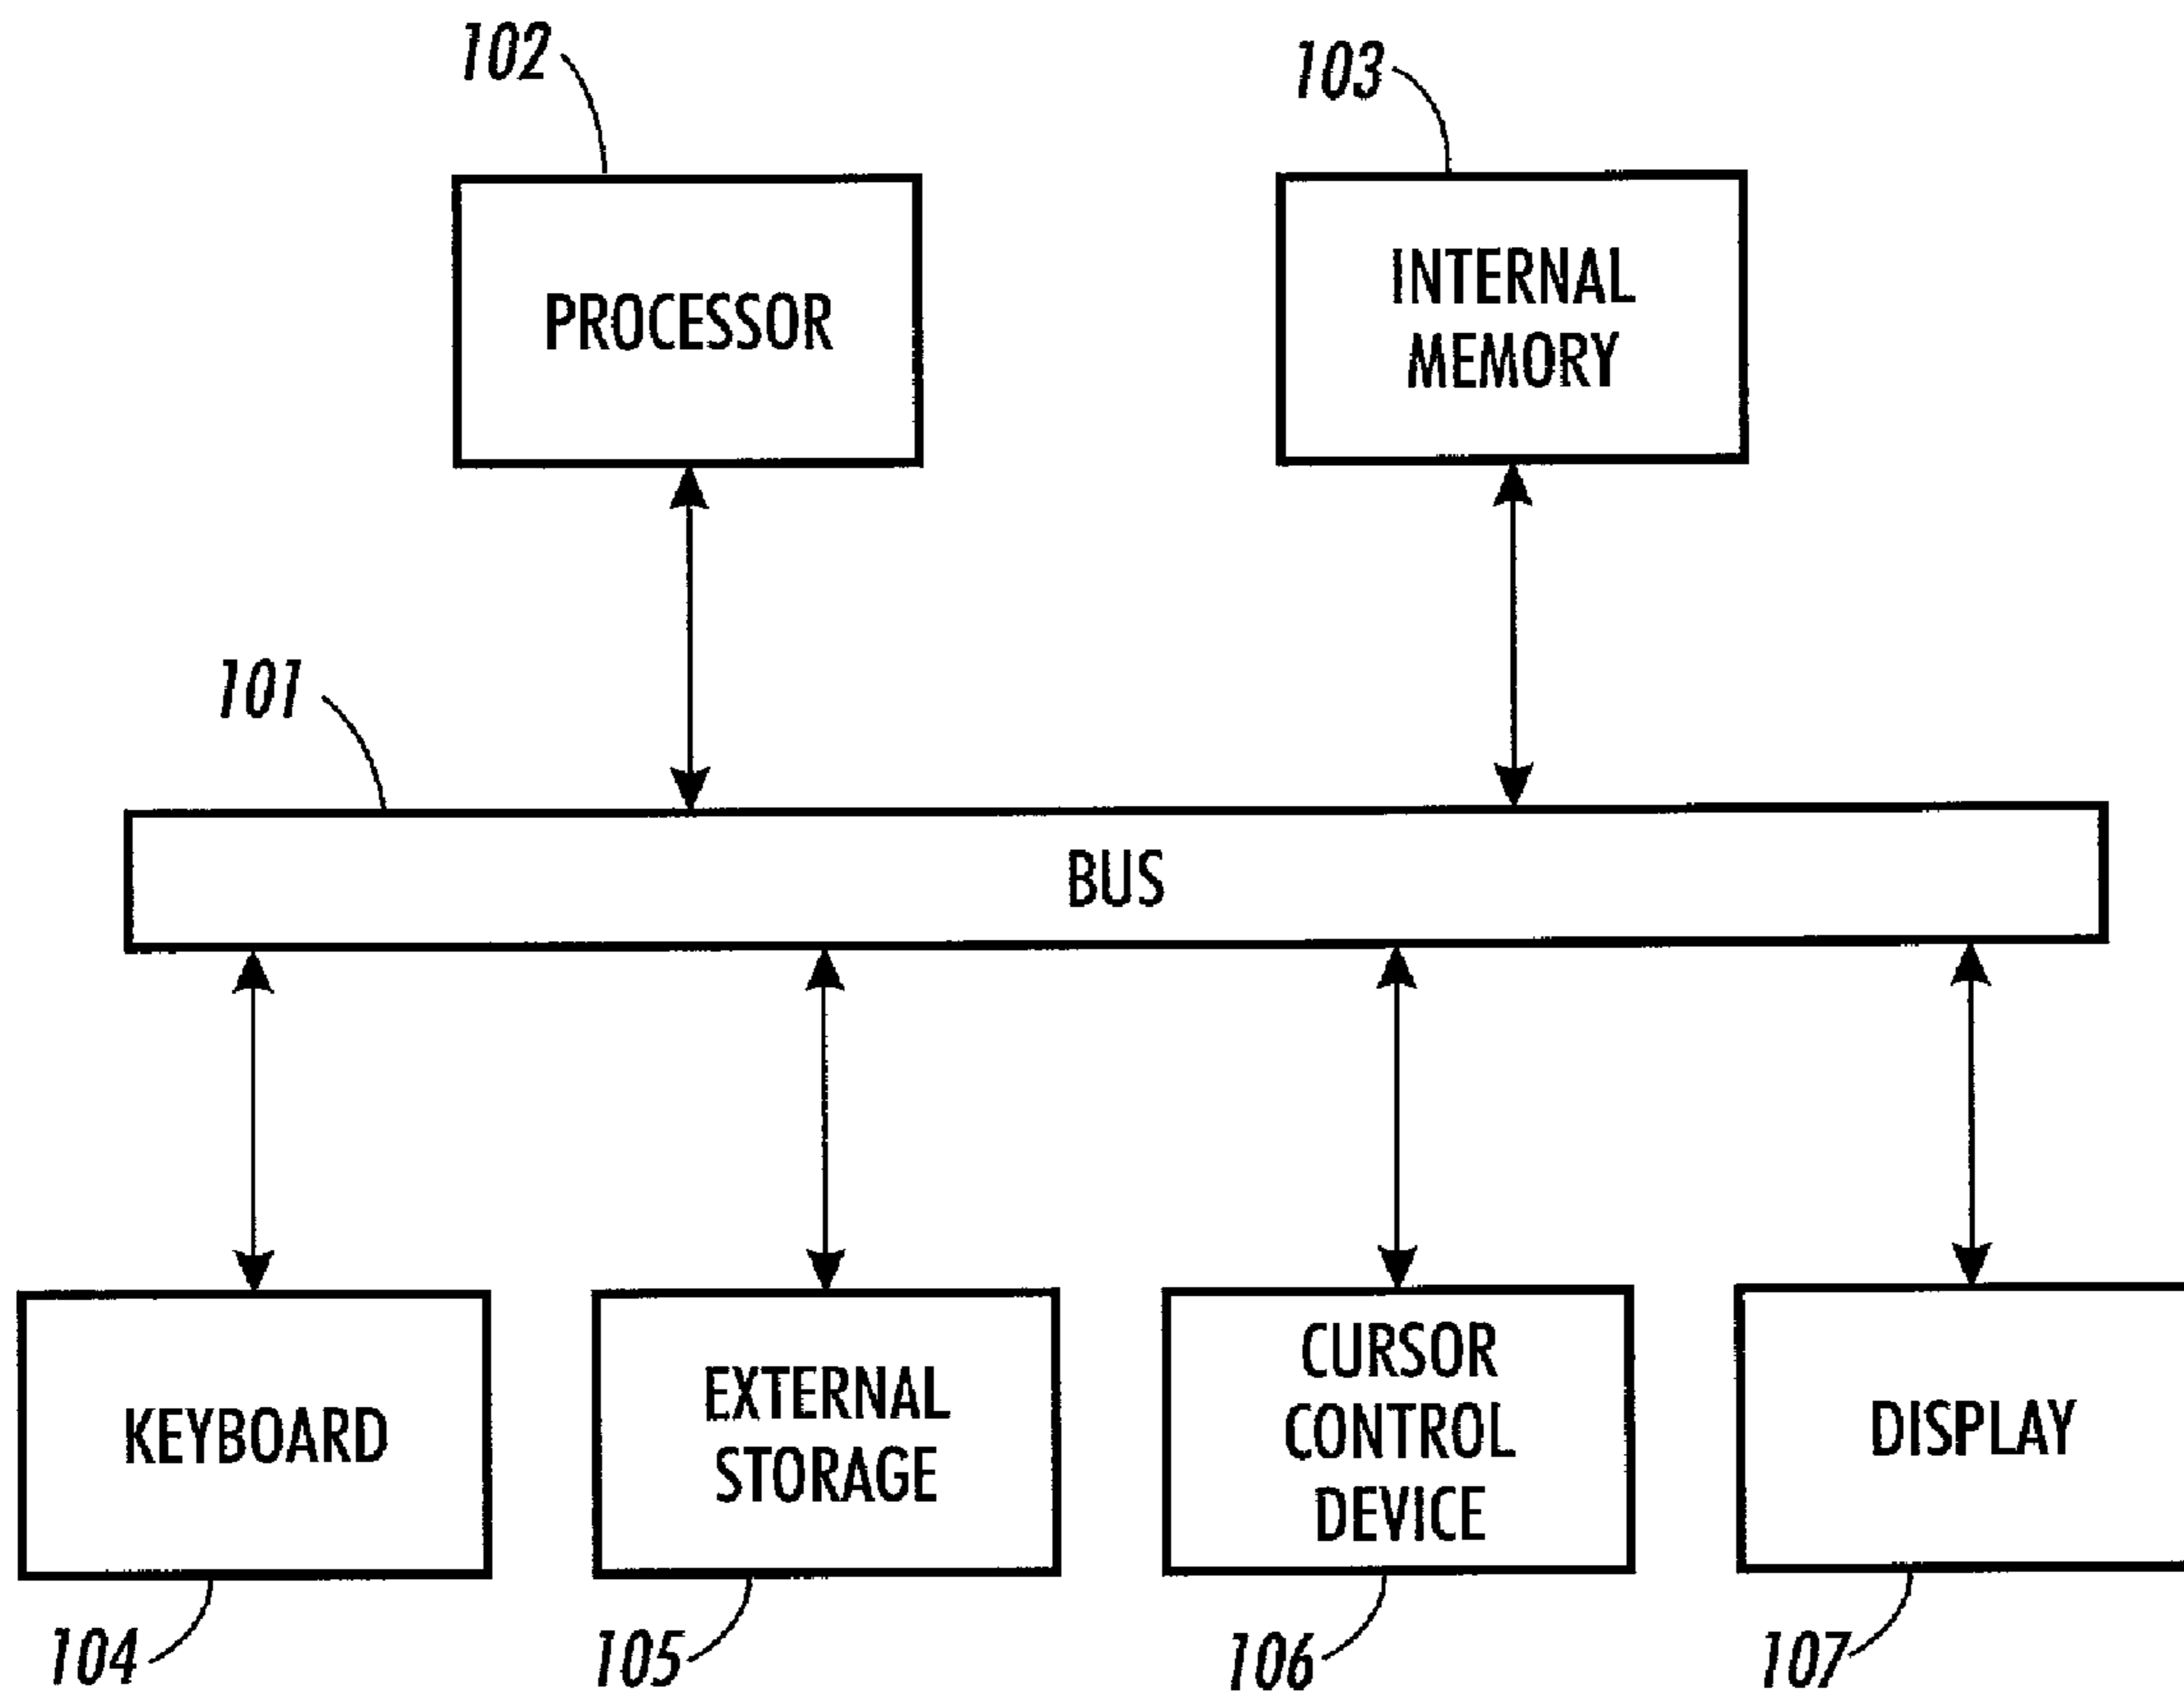 102
103
PROCESSOR
INTERNAL
MEMORY
101
BUS
KEYBOARD
EXTERNAL
STORAGE
CURSOR
CONTROL
DEVICE
DISPLAY
104
105
106
107